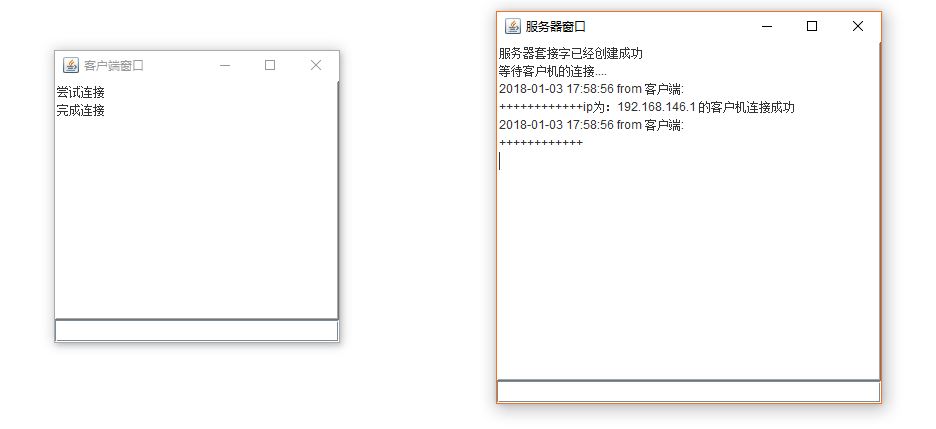 客户端窗口
尝试连接
完成连接
服务器窗口
服务器套接字已经创建成功
等待客户机的连接....
2018-01-03 17:58:56 from 客户端:
+++++++++++++ip为：192.168.146.1 的客户机连接成功
2018-01-03 17:58:56 from 客户端:
++++++++++++